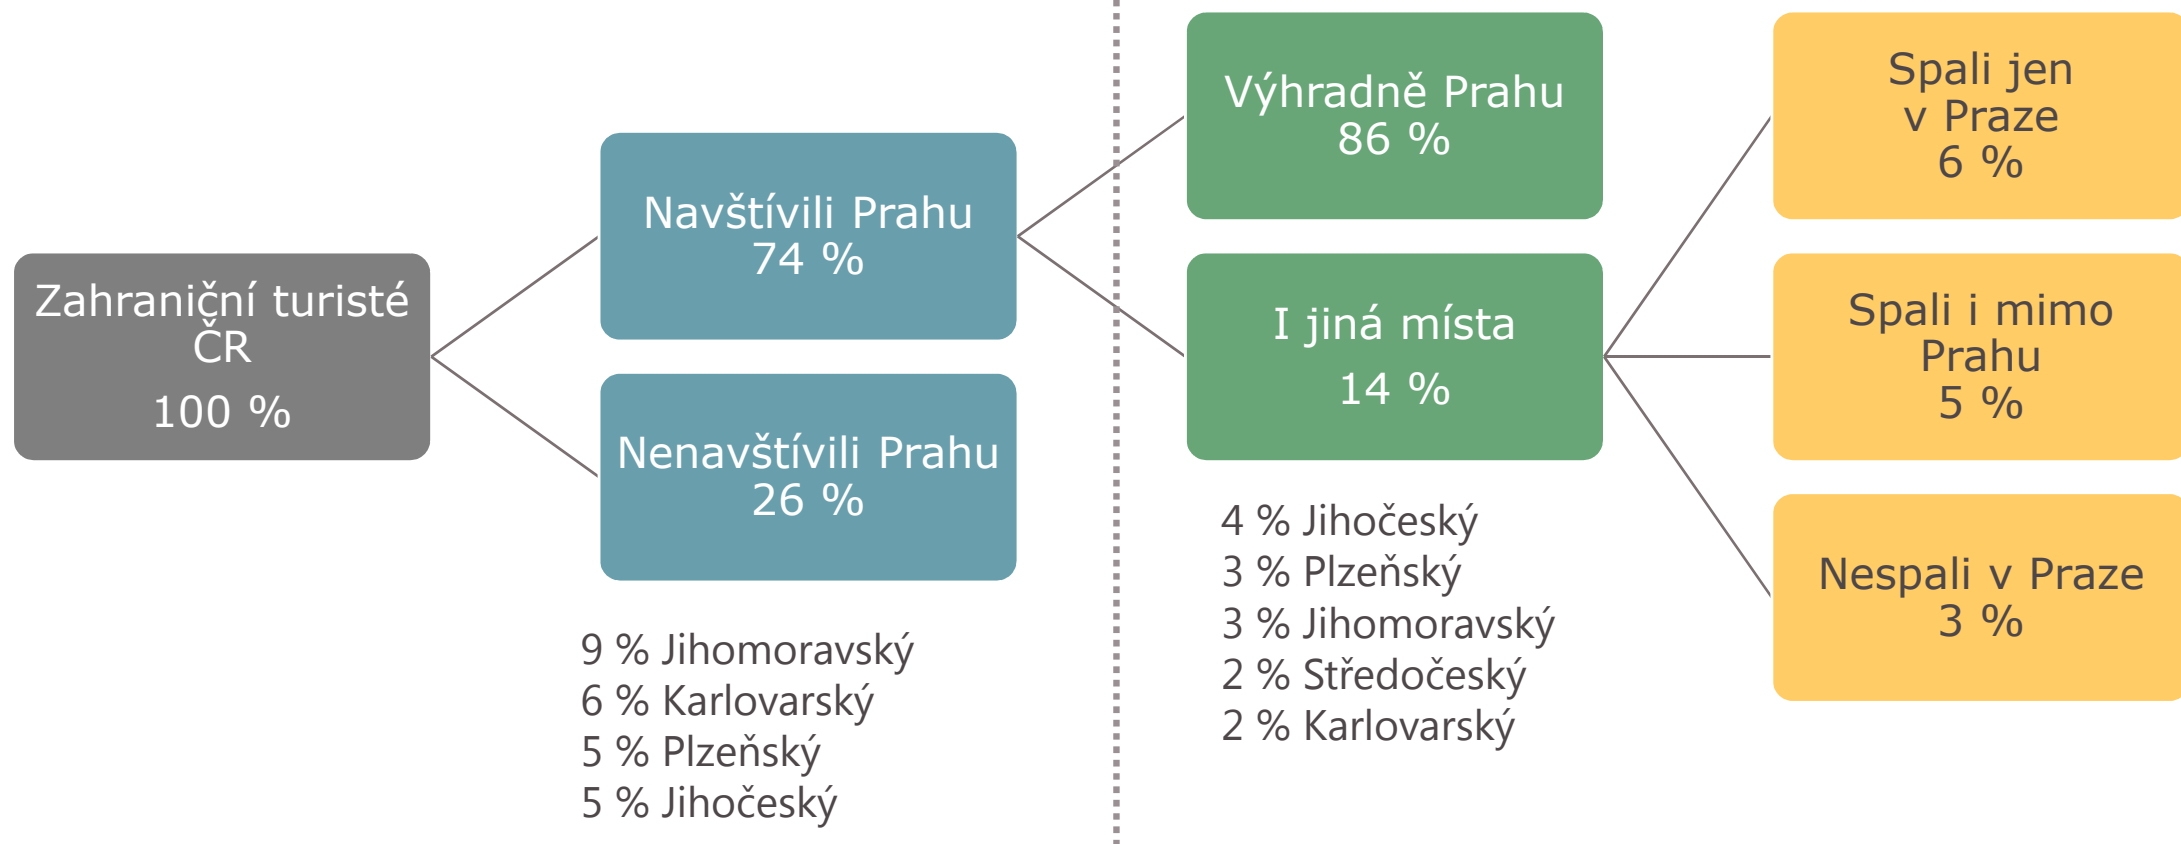 Zahraniční turisté
ČR
100 %
Navštívili Prahu
74 %
Nenavštívili Prahu
26 %
9 % Jihomoravský
6 % Karlovarský
5 % Plzeňský
5 % Jihočeský
Výhradně Prahu
86 %
I jiná místa
14 %
4 % Jihočeský
3 % Plzeňský
3 % Jihomoravský
2 % Středočeský
2 % Karlovarský
Spali jen
v Praze
6 %
Spali i mimo
Prahu
5 %
Nespali v Praze
3 %